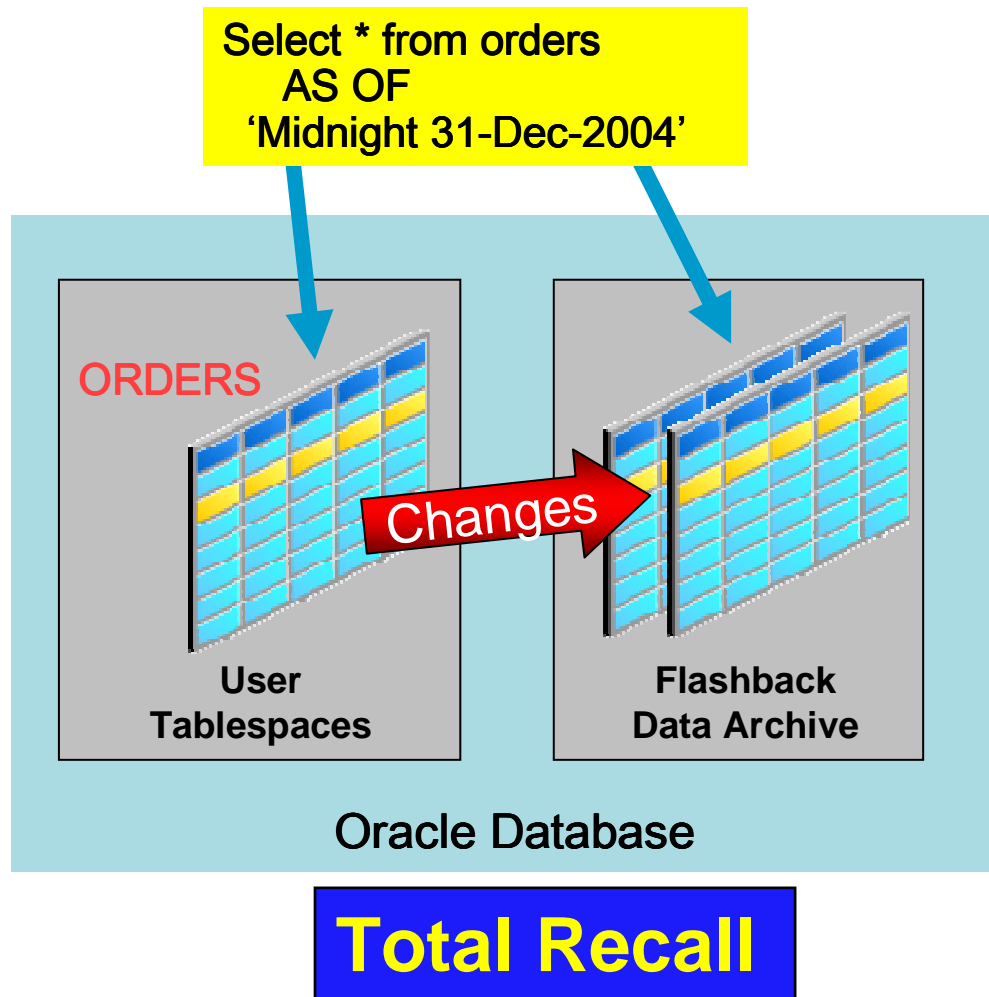 Select * from orders
AS OF
‘Midnight 31-Dec-2004’
ORDERS
Changes
User
Tablespaces
Flashback
Data Archive
Oracle Database
Total Recall